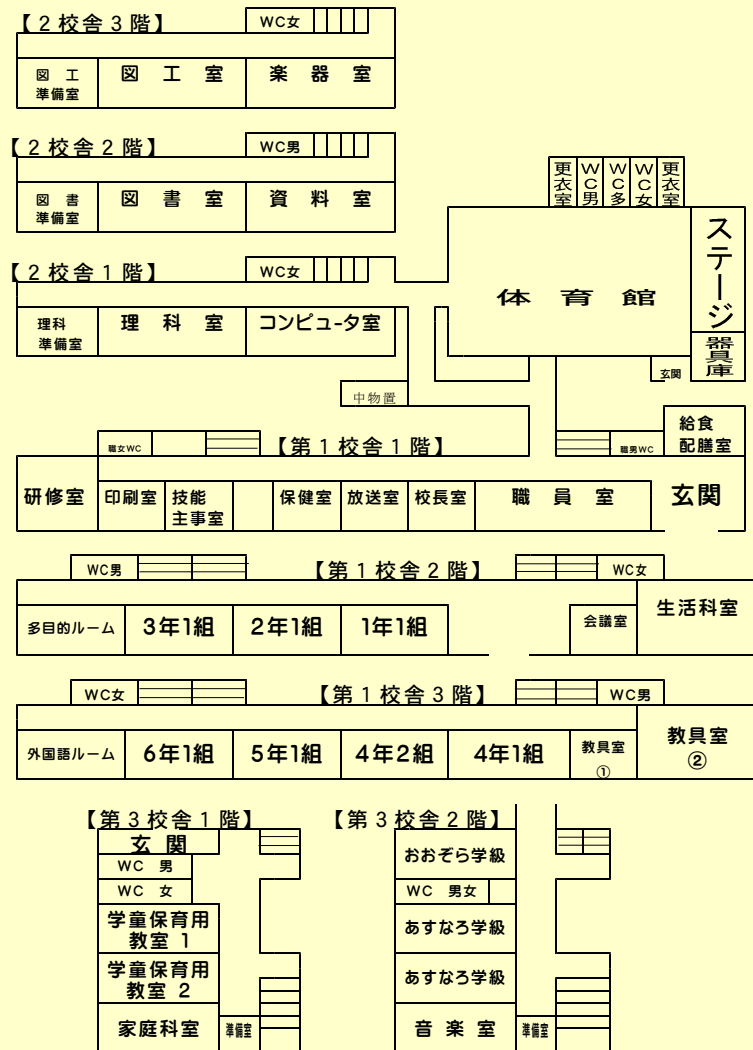 【２校舎３階】
WC女
図 工
準備室
図 工 室
楽 器 室
【２校舎２階】
WC男
図 書
準備室
図 書 室
資 料 室
更衣室
WC男
WC多
WC女
更衣室
体 育 館
ステージ
器具庫
玄関
【２校舎１階】
WC女
理科
準備室
理 科 室
コンピュータ室
中物置
【第１校舎１階】
職女WC
職男WC
給食
配膳室
研修室
印刷室
技能
主事室
保健室
放送室
校長室
職 員 室
玄関
【第１校舎２階】
WC男
WC女
多目的ルーム
3年1組
2年1組
1年1組
会議室
生活科室
【第１校舎３階】
WC女
WC男
外国語ルーム
6年1組
5年1組
4年2組
4年1組
教具室
①
教具室
②
【第３校舎１階】
玄 関
WC 男
WC 女
学童保育用
教室 1
学童保育用
教室 2
家庭科室
準備室
【第３校舎２階】
おおぞら学級
WC 男女
あすなろ学級
あすなろ学級
音 楽 室
準備室